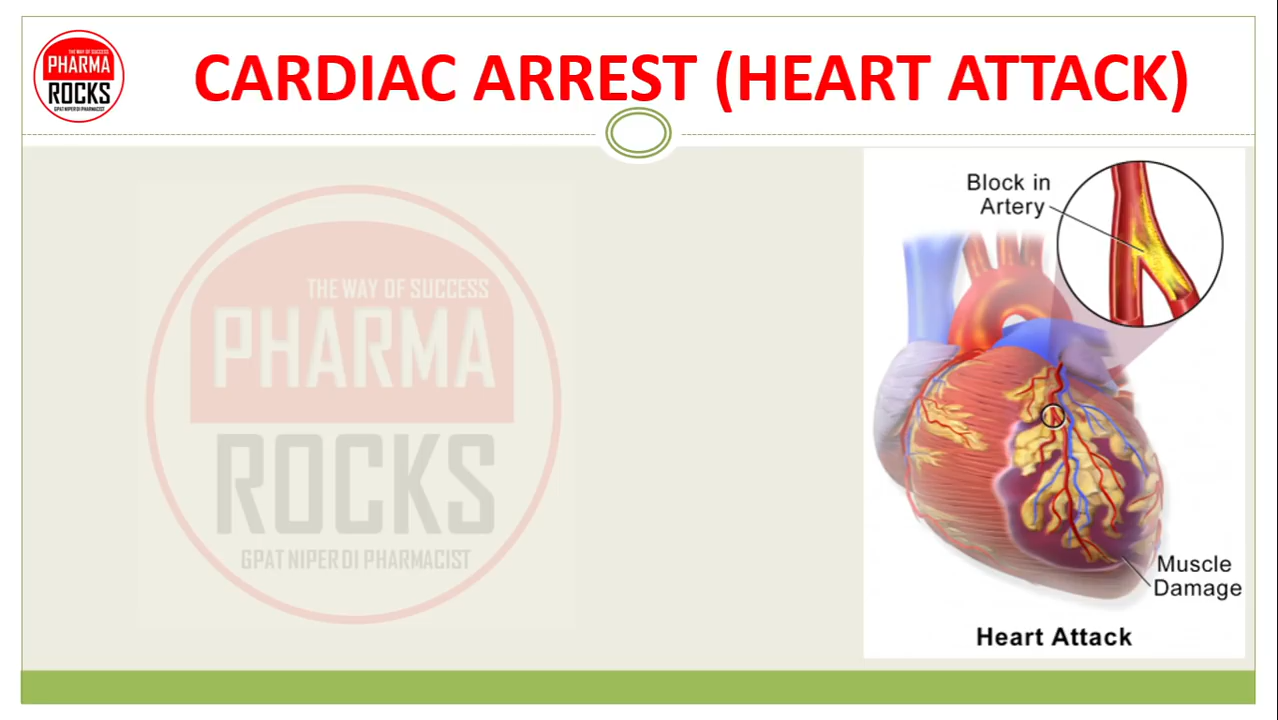 THE WAY OF SUCCESS
PHARMA
ROCKS
GPAT NIPER DI PHARMACIST
CARDIAC ARREST (HEART ATTACK)
THE WAY OF SUCCESS
PHARMA
ROCKS
GPAT NIPER DI PHARMACIST
Block in
Artery
Muscle
Damage
Heart Attack